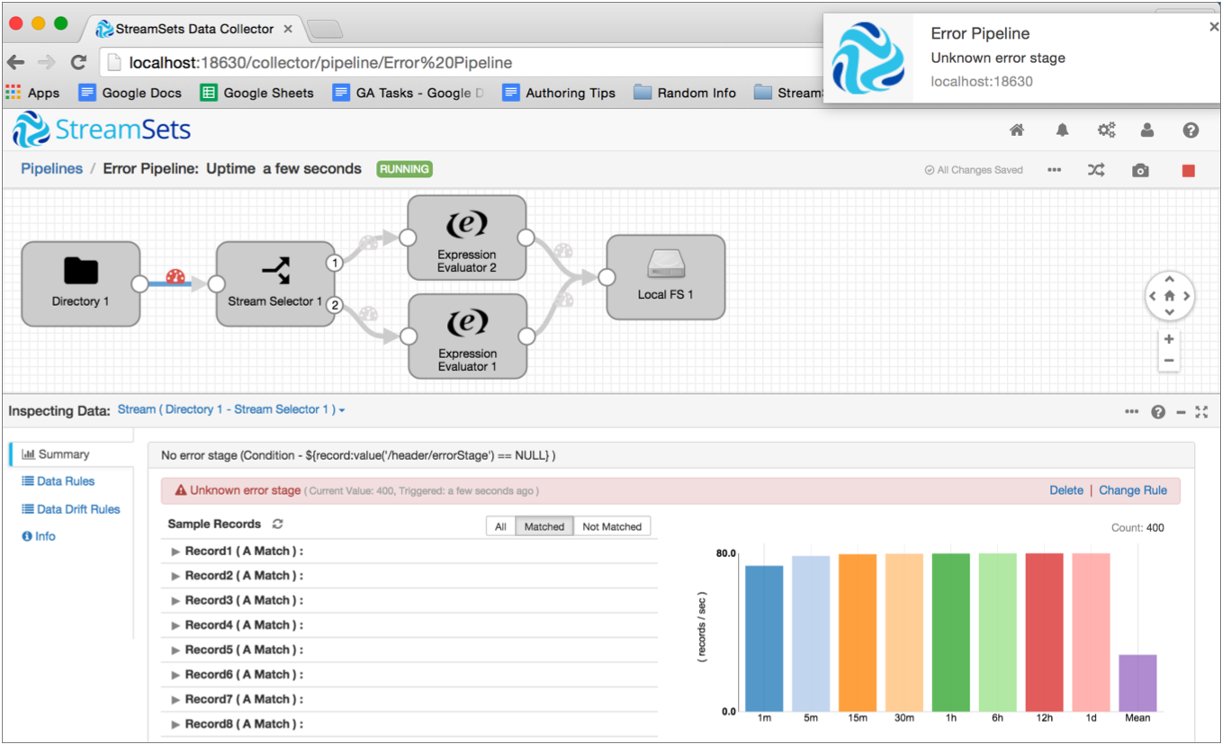 StreamSets Data Collector
Error Pipeline
Unknown error stage
localhost:18630
localhost:18630/collector/pipeline/Error%20Pipeline
Apps Google Docs Google Sheets GA Tasks - Google D Authoring Tips Random Info StreamS
StreamSets
Pipelines / Error Pipeline: Uptime a few seconds RUNNING
All Changes Saved
Directory 1
Stream Selector 1
1
2
Expression
Evaluator 2
Expression
Evaluator 1
Local FS 1
Inspecting Data: Stream ( Directory 1 - Stream Selector 1 )
Summary
Data Rules
Data Drift Rules
Info
No error stage (Condition - ${record:value('/header/errorStage') == NULL} )
Unknown error stage ( Current Value: 400, Triggered: a few seconds ago )
Delete | Change Rule
Sample Records
All Matched Not Matched
Record1 ( A Match ) :
Record2 ( A Match ) :
Record3 ( A Match ) :
Record4 ( A Match ) :
Record5 ( A Match ) :
Record6 ( A Match ) :
Record7 ( A Match ) :
Record8 ( A Match ) :
Count: 400
80.0
( records / sec )
0.0
1m 5m 15m 30m 1h 6h 12h 1d Mean